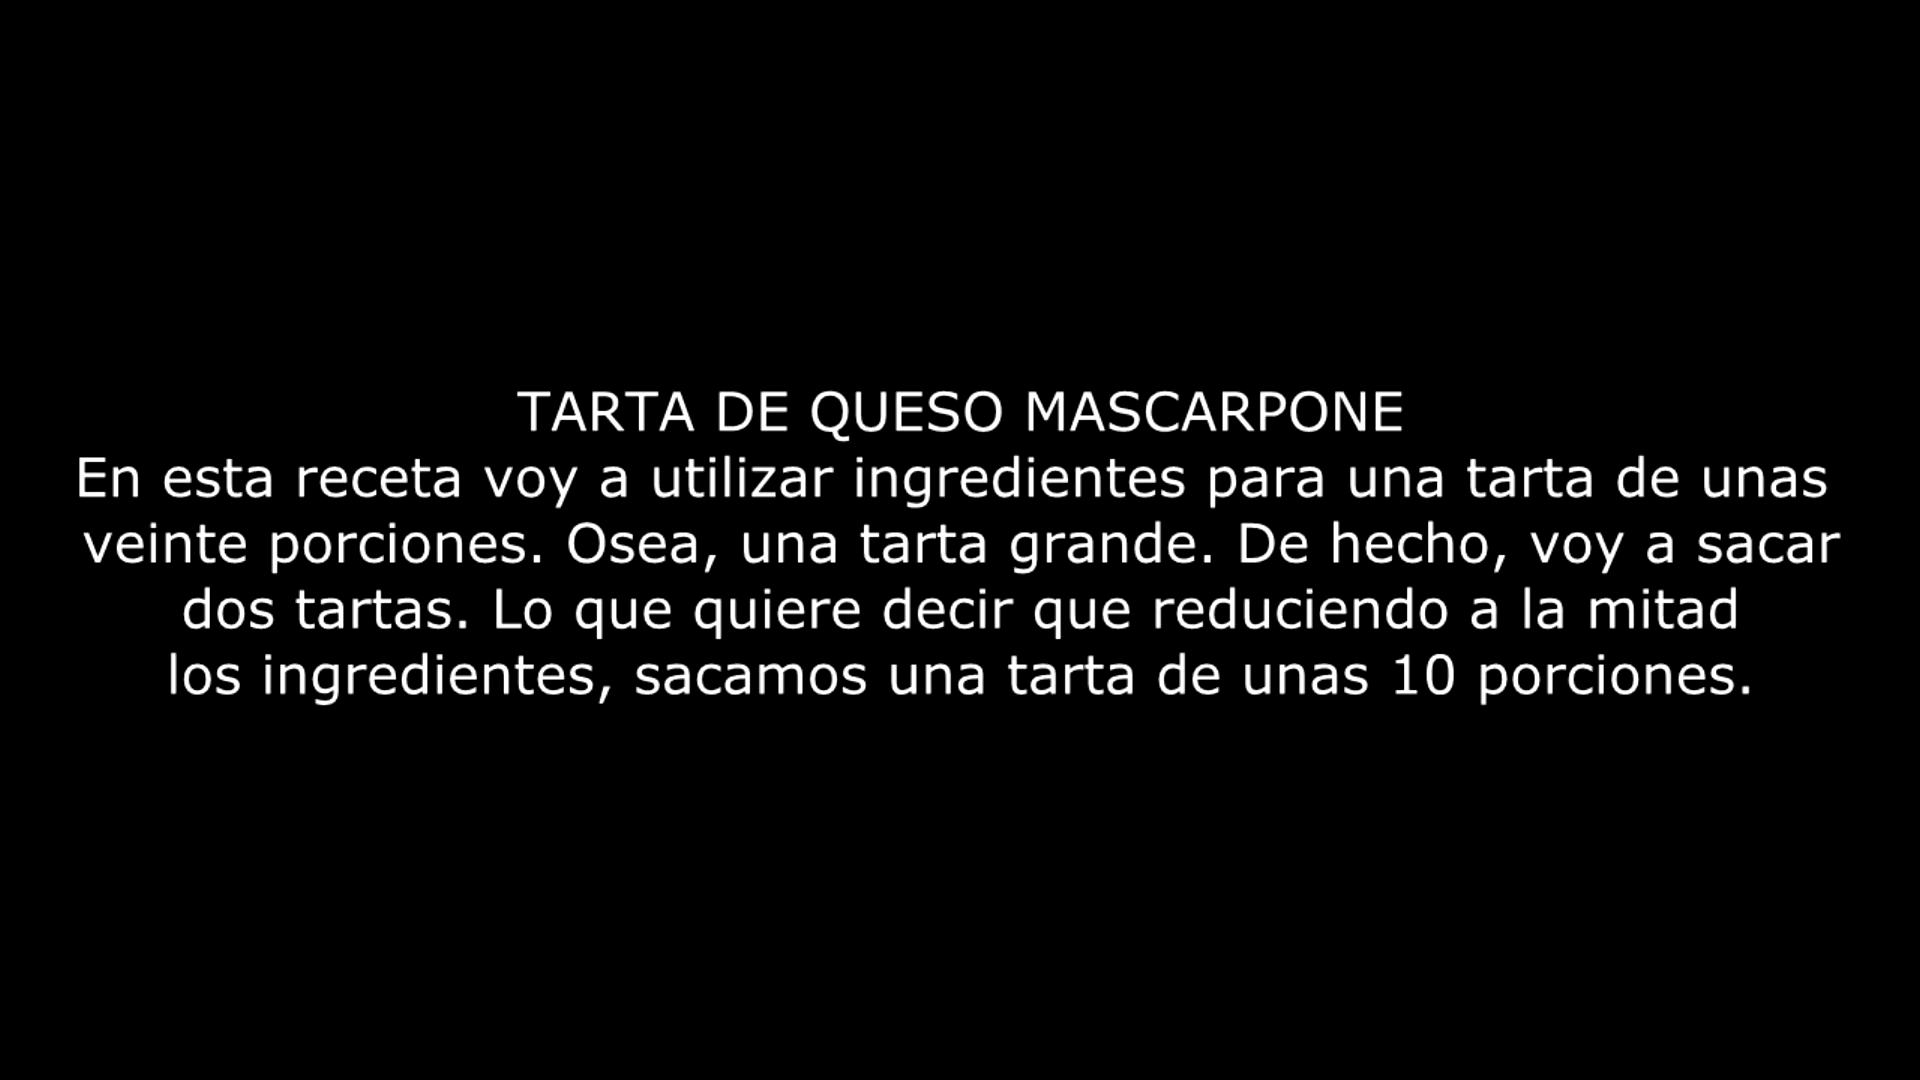 TARTA DE QUESO MASCARPONE
En esta receta voy a utilizar ingredientes para una tarta de unas
veinte porciones. Osea, una tarta grande. De hecho, voy a sacar
dos tartas. Lo que quiere decir que reduciendo a la mitad
los ingredientes, sacamos una tarta de unas 10 porciones.